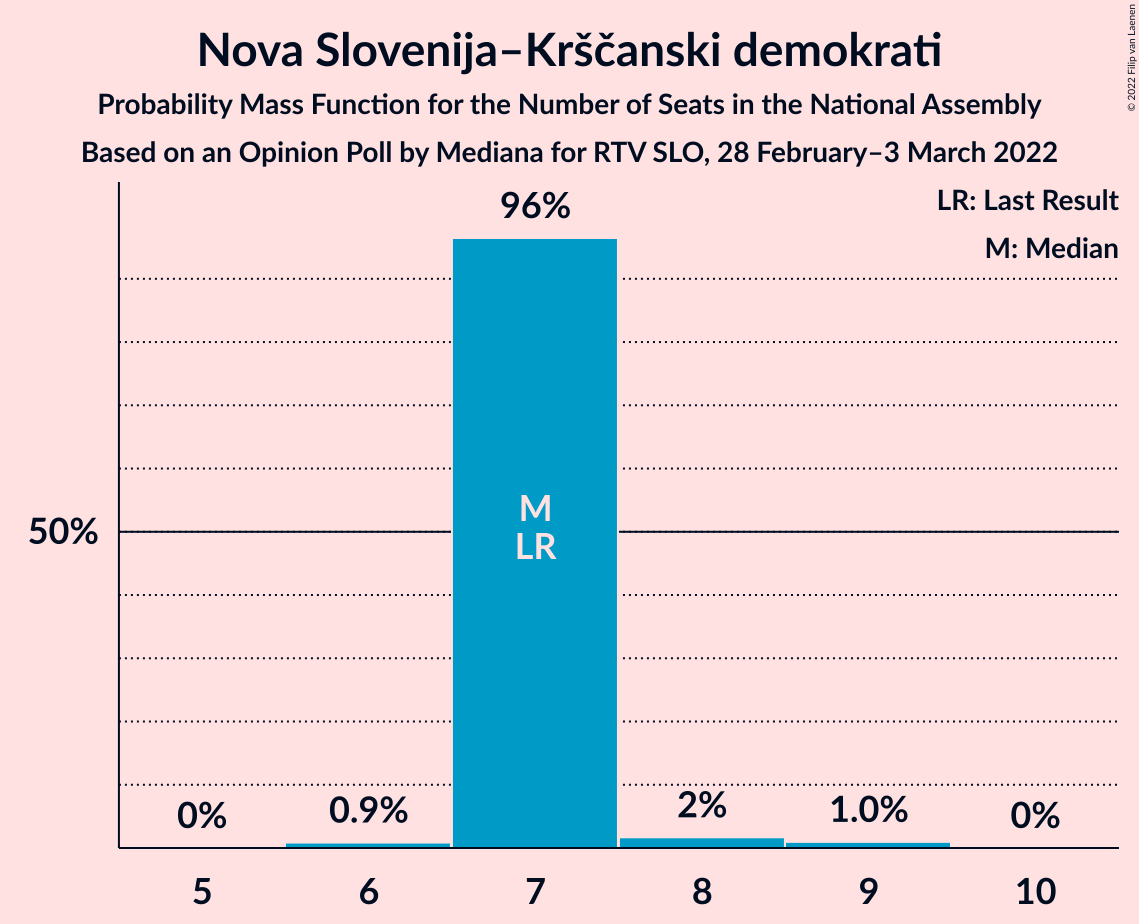 Nova Slovenija–Krščanski demokrati
Probability Mass Function for the Number of Seats in the National Assembly
Based on an Opinion Poll by Mediana for RTV SLO, 28 February–3 March 2022
© 2022 Filip van Laenen
LR: Last Result
M: Median
96%
M
LR
50%
0%
0.9%
2%
1.0%
0%
5
6
7
8
9
10